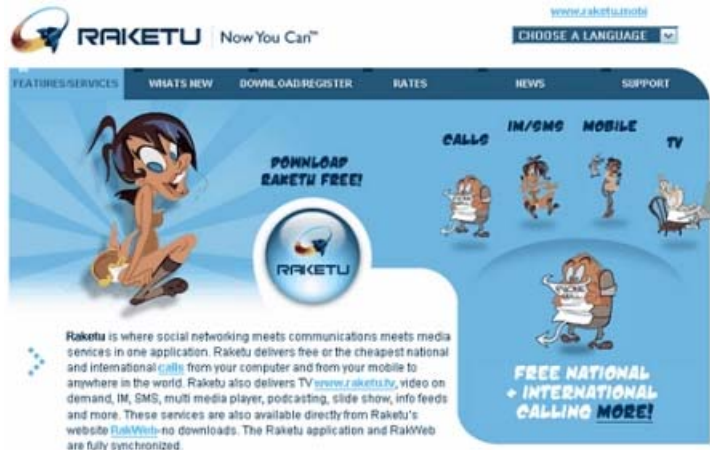 www.raketu.mobi
RAKETU Now You Can™
CHOOSE A LANGUAGE
FEATURES/SERVICES WHATS NEW DOWNLOAD/REGISTER RATES NEWS SUPPORT
CALLS IM/SMS MOBILE TV
DOWNLOAD
RAKETU FREE!
RAKETU
Raketu is where social networking meets communications meets media
services in one application. Raketu delivers free or the cheapest national
and international calls from your computer and from your mobile to
anywhere in the world. Raketu also delivers TV www.raketu.tv, video on
demand, IM, SMS, multi media player, podcasting, slide show, info feeds
and more. These services are also available directly from Raketu's
website RakWeb-no downloads. The Raketu application and RakWeb
are fully synchronized.
FREE NATIONAL
+ INTERNATIONAL
CALLING MORE!